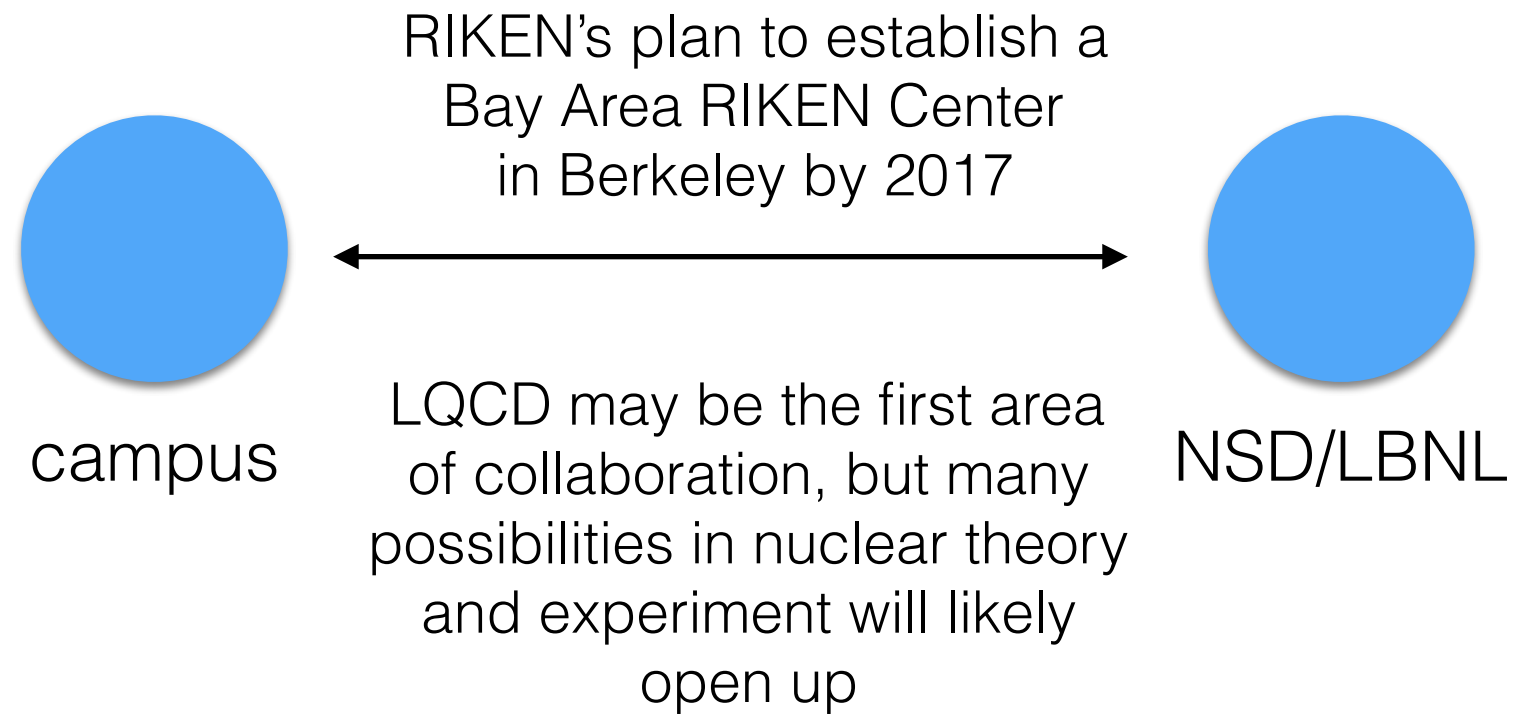 RIKEN’s plan to establish a
Bay Area RIKEN Center
in Berkeley by 2017
campus
LQCD may be the first area
of collaboration, but many
possibilities in nuclear theory
and experiment will likely
open up
NSD/LBNL